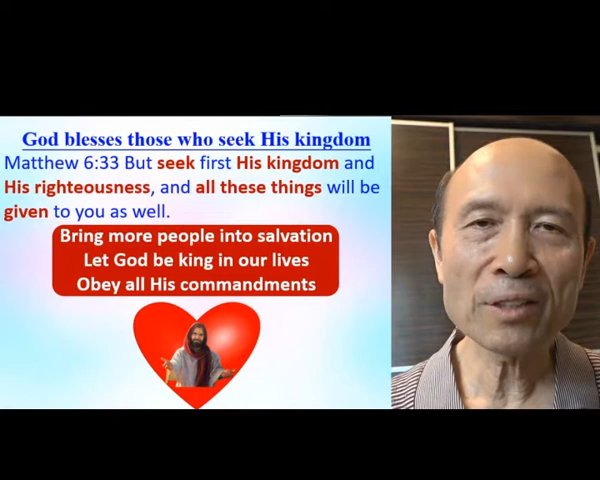 God blesses those who seek His kingdom
Matthew 6:33 But seek first His kingdom and
His righteousness, and all these things will be
given to you as well.
Bring more people into salvation
Let God be king in our lives
Obey all His commandments